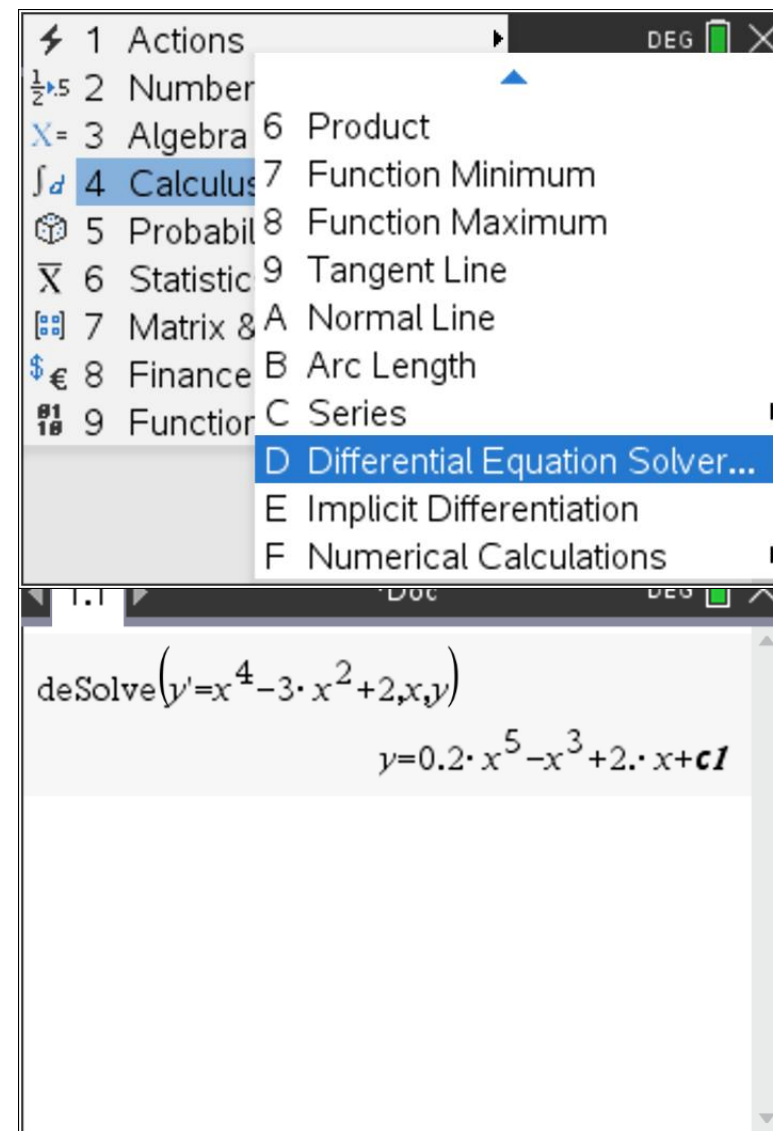 1 Actions DEG
2 Number
3 Algebra
4 Calculus
5 Probabil
6 Statistic
7 Matrix &
8 Finance
9 Function
6 Product
7 Function Minimum
8 Function Maximum
9 Tangent Line
A Normal Line
B Arc Length
C Series
D Differential Equation Solver...
E Implicit Differentiation
F Numerical Calculations
1.1 *Doc DEG
deSolve(y'=x^4-3·x^2+2,x,y)
y=0.2·x^5-x^3+2.·x+c1